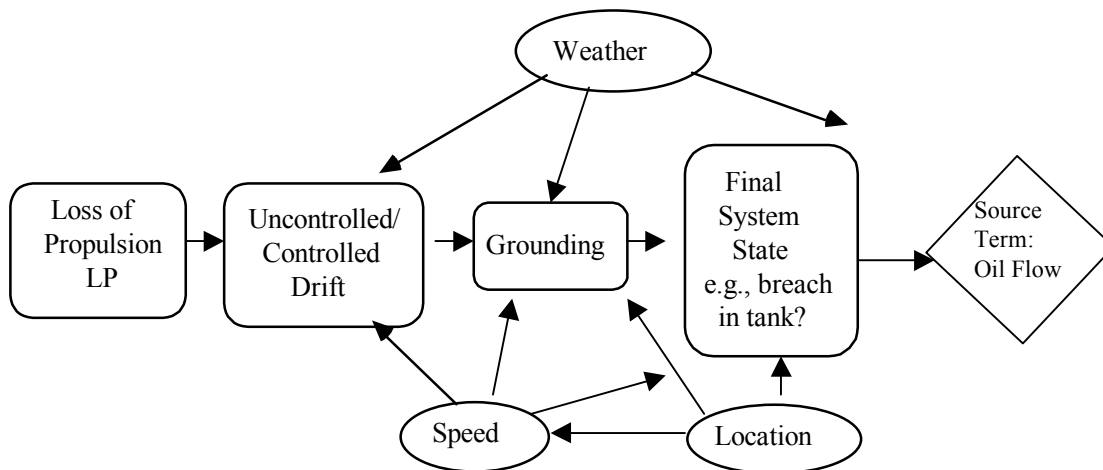 Weather
Loss of
Propulsion
LP
Uncontrolled/
Controlled
Drift
Grounding
Final
System
State
e.g., breach
in tank?
Source
Term:
Oil Flow
Speed
Location